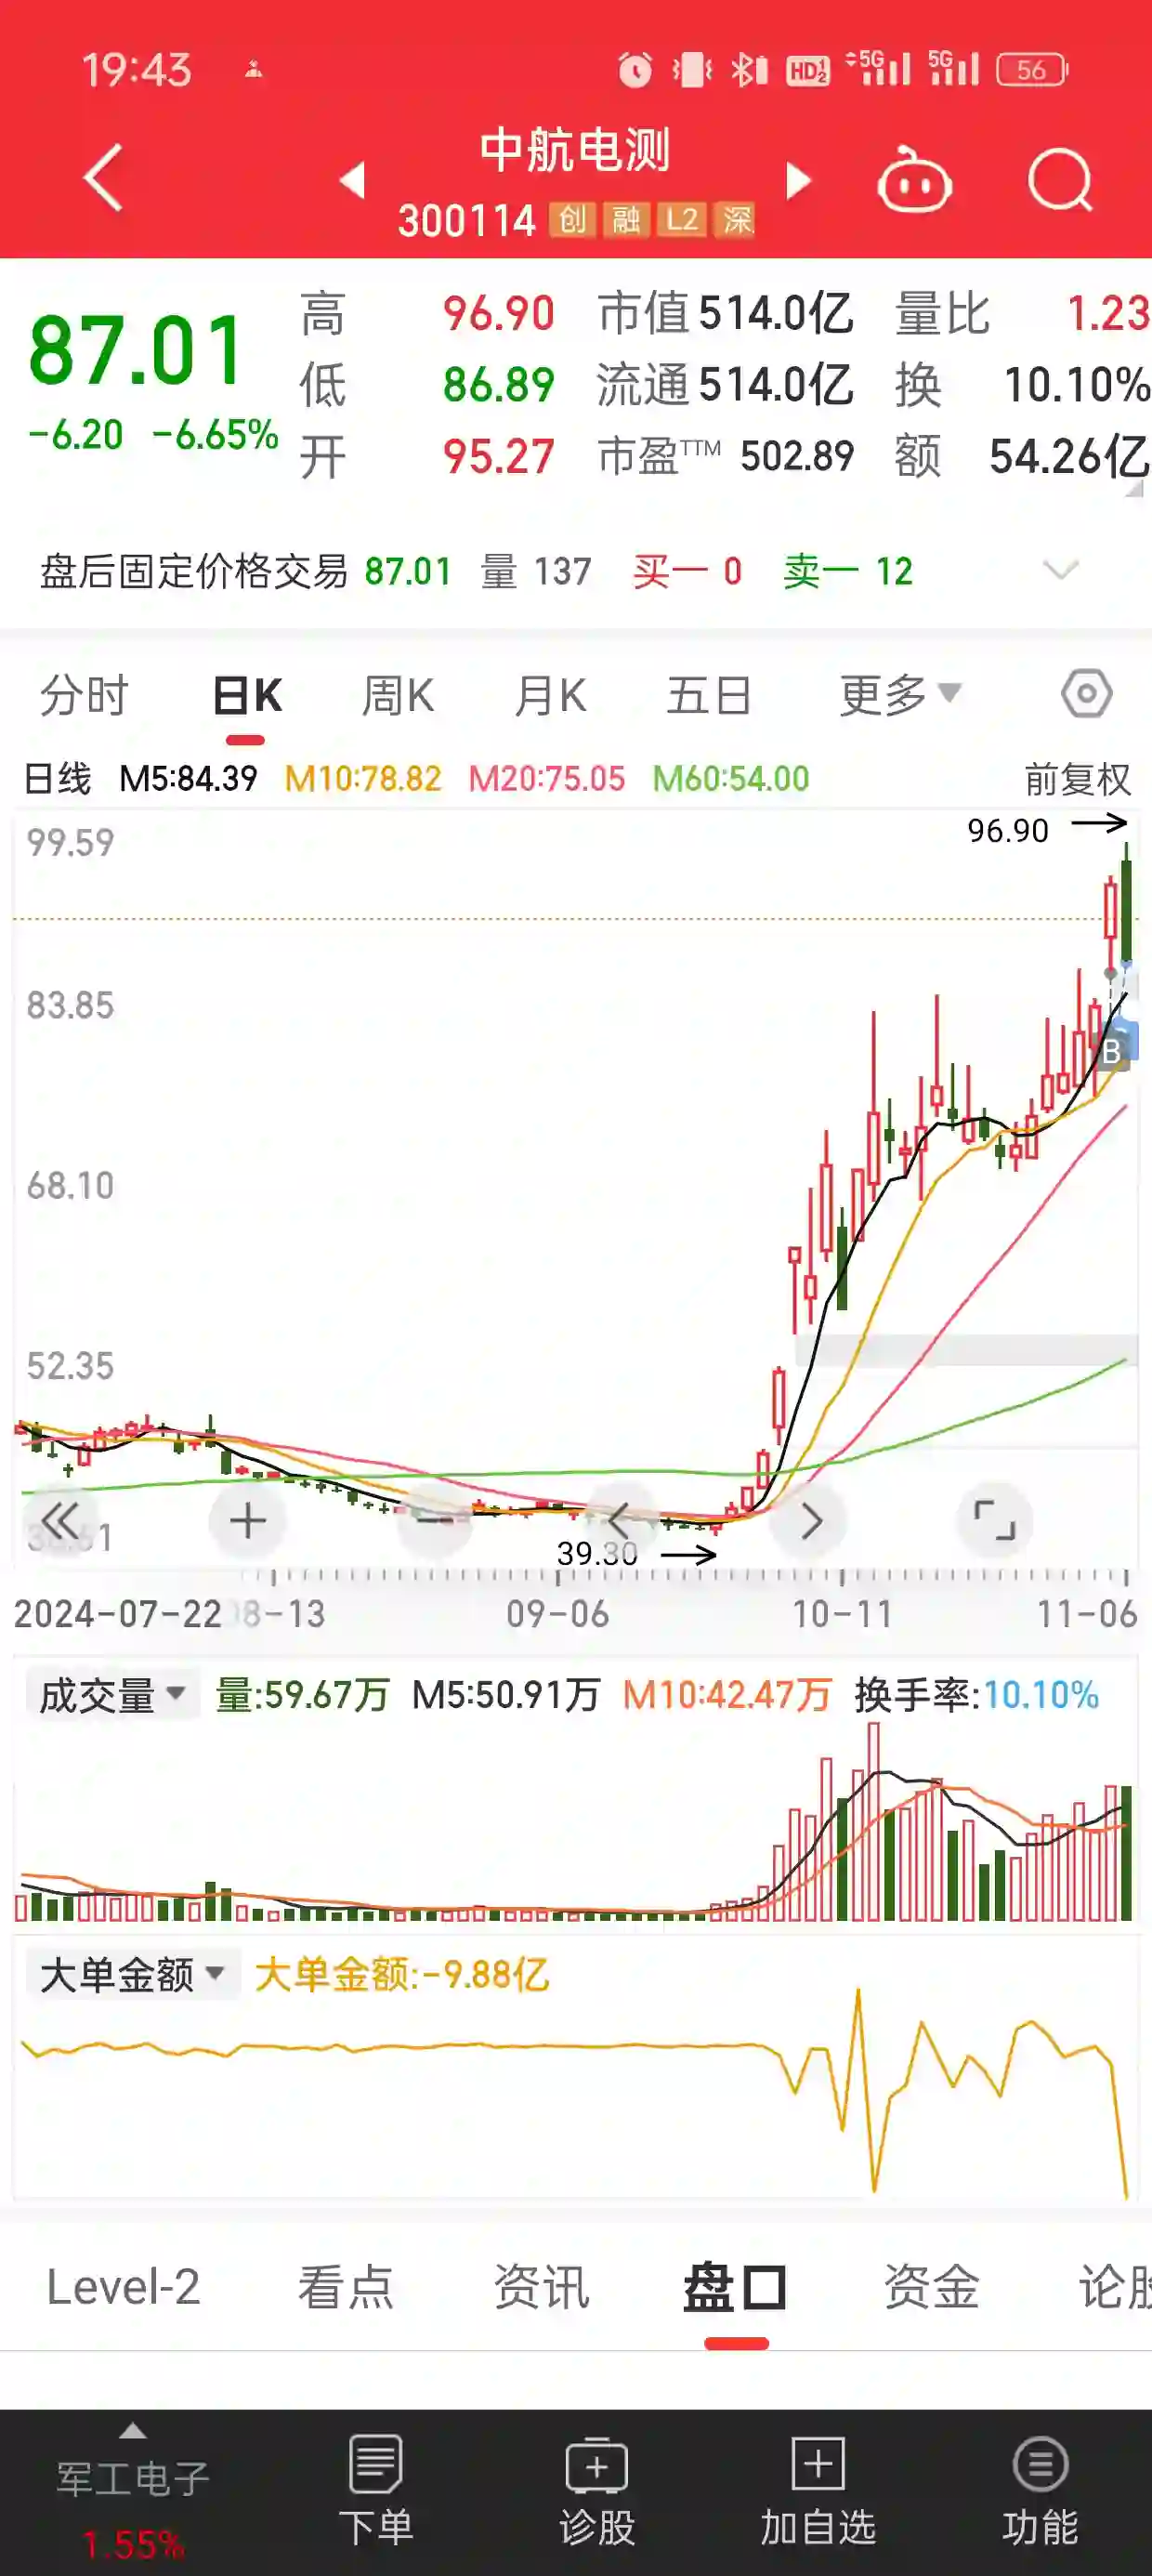 19:43 HD 1 2 5G 5G 56
中航电测
300114 创 融 L2 深
87.01
-6.20 -6.65%
高 96.90 市值 514.0亿 量比 1.23
低 86.89 流通 514.0亿 换 10.10%
开 95.27 市盈TTM 502.89 额 54.26亿
盘后固定价格交易 87.01 量 137 买一 0 卖一 12
分时 日K 周K 月K 五日 更多
日线 M5:84.39 M10:78.82 M20:75.05 M60:54.00 前复权
96.90
99.59
83.85
B
68.10
52.35
39.30
2024-07-22 8-13 09-06 10-11 11-06
成交量 量:59.67万 M5:50.91万 M10:42.47万 换手率:10.10%
大单金额 大单金额:-9.88亿
Level-2 看点 资讯 盘口 资金 论股
军工电子
1.55%
下单 诊股 加自选 功能